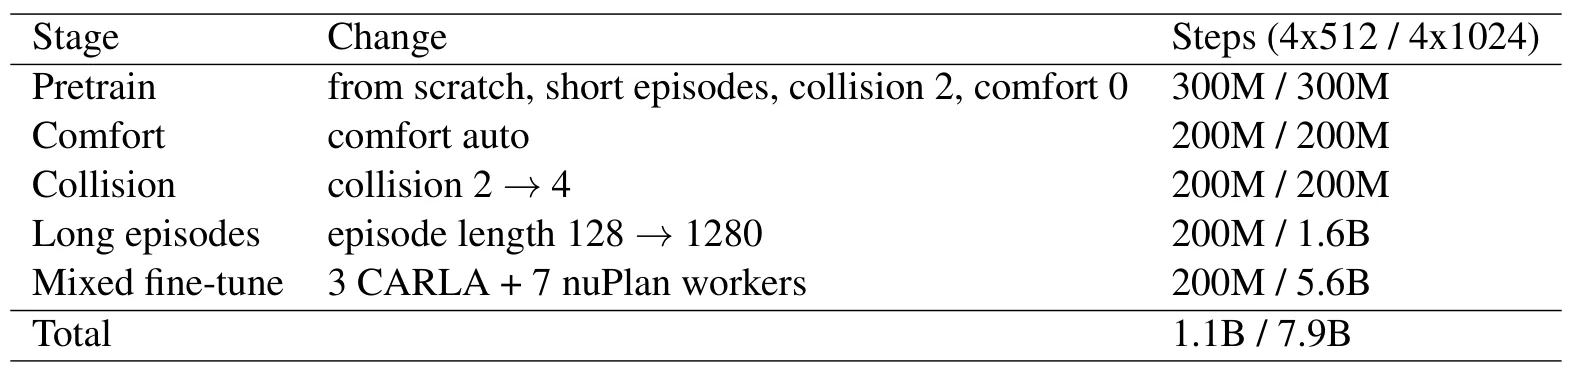 Stage Change Steps (4x512 / 4x1024)
Pretrain from scratch, short episodes, collision 2, comfort 0 300M / 300M
Comfort comfort auto 200M / 200M
Collision collision 2 → 4 200M / 200M
Long episodes episode length 128 → 1280 200M / 1.6B
Mixed fine-tune 3 CARLA + 7 nuPlan workers 200M / 5.6B
Total 1.1B / 7.9B